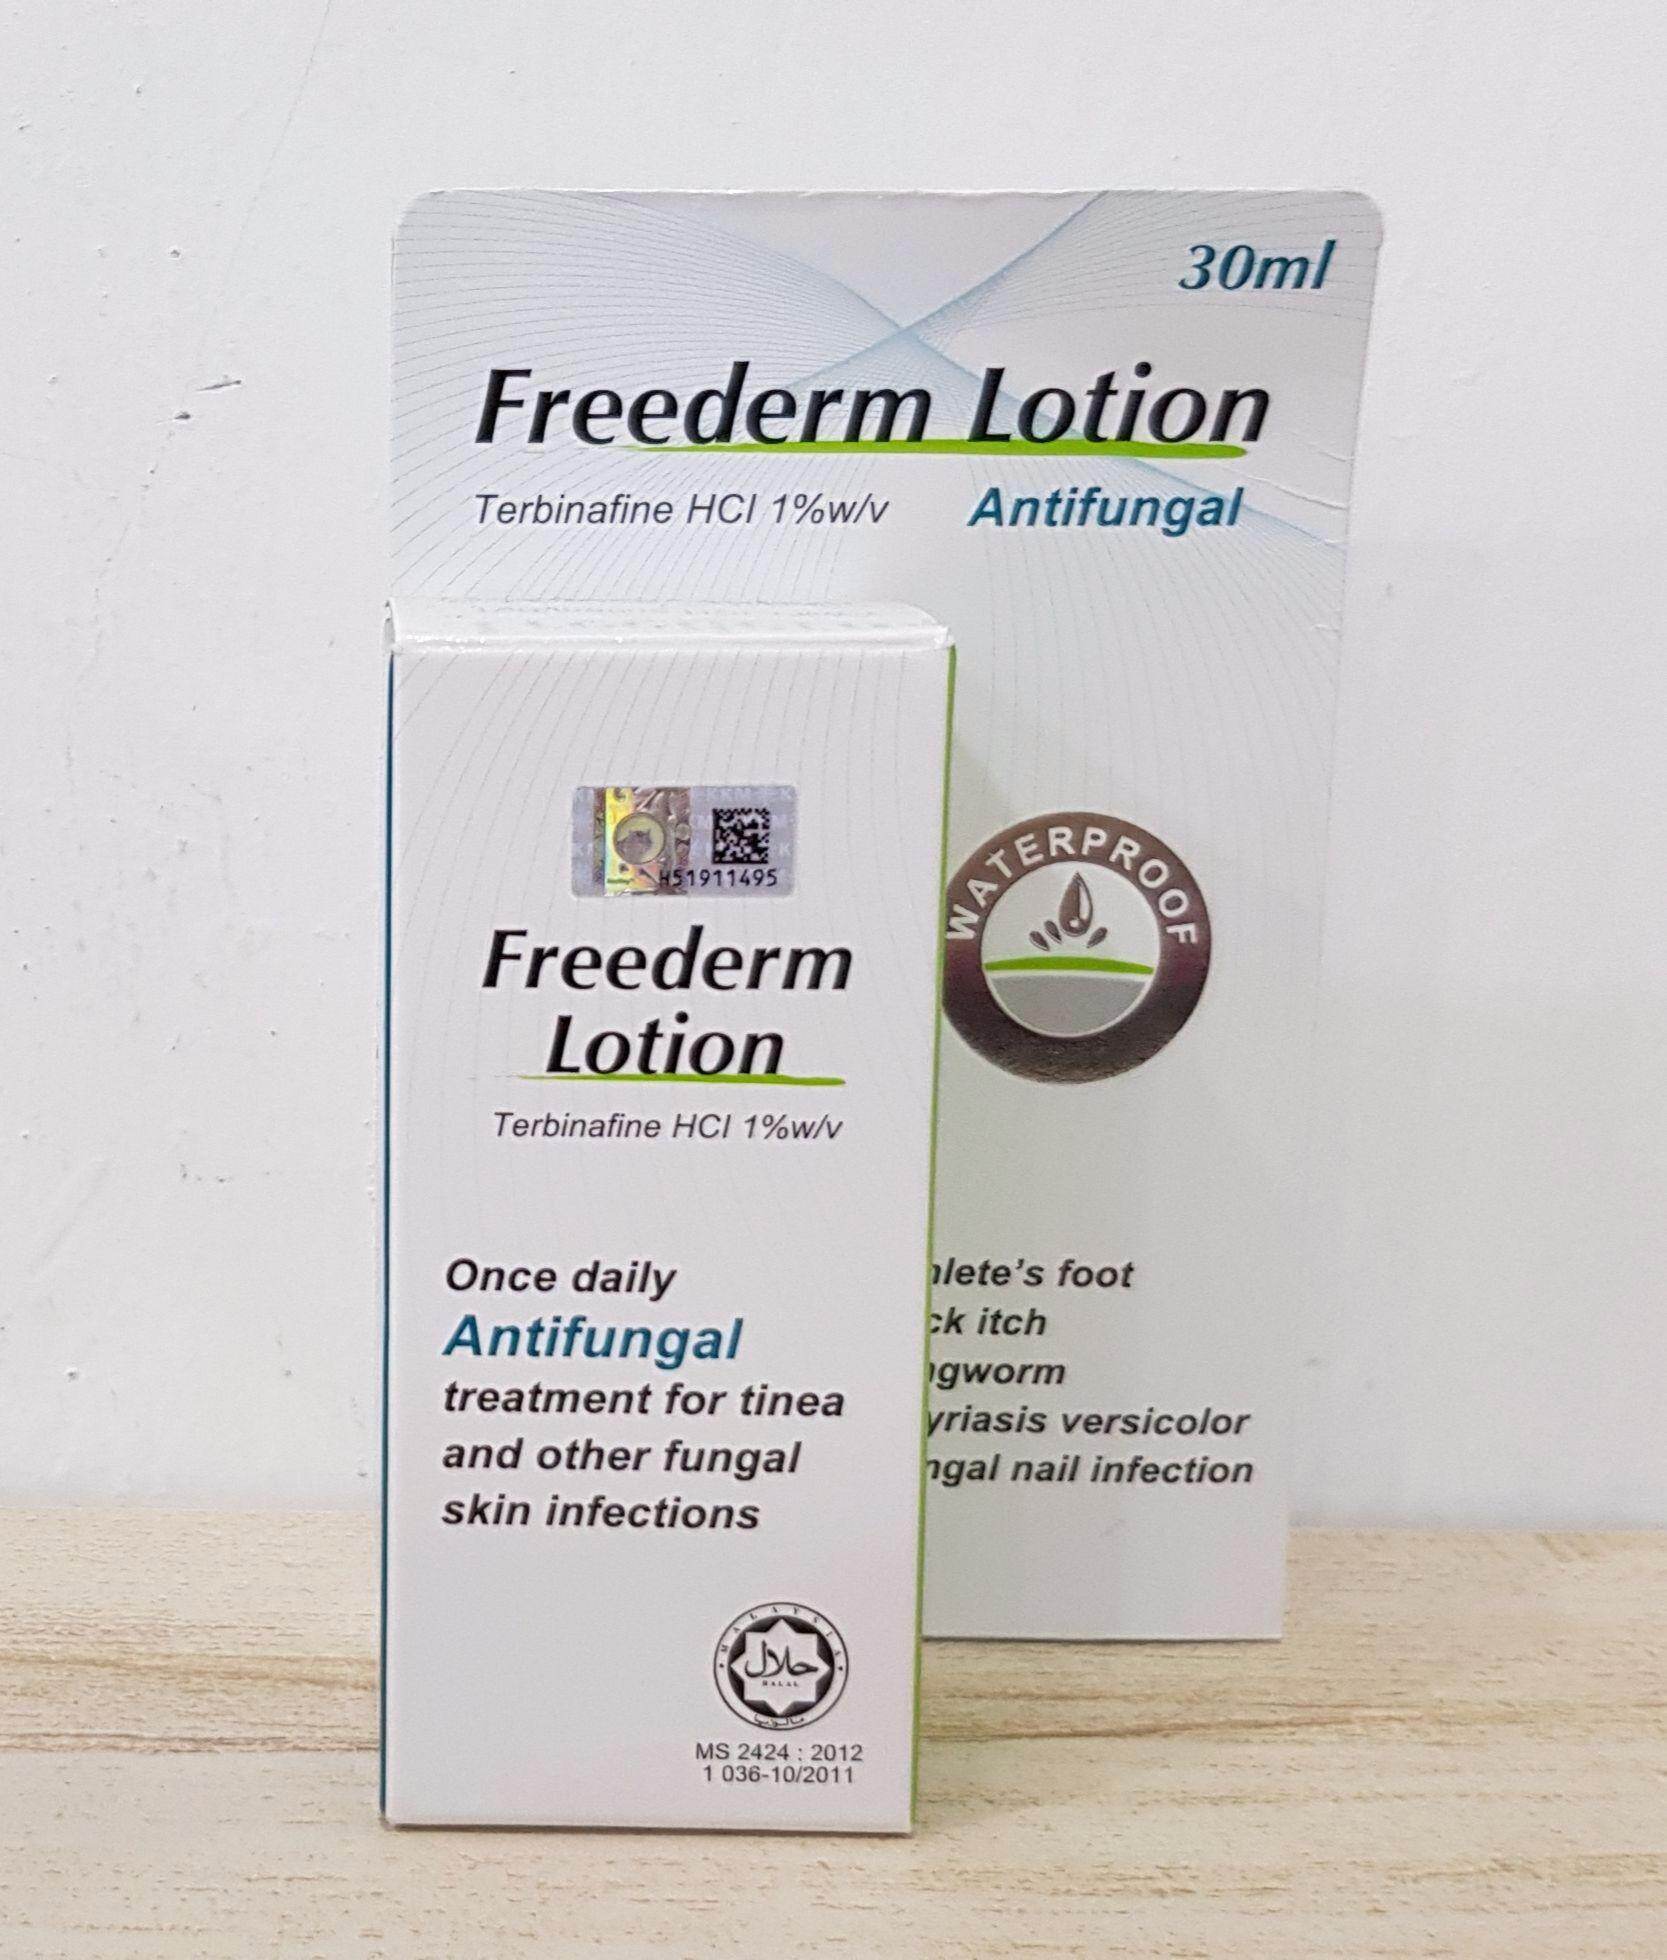 30ml
Freederm Lotion
Terbinafine HCl 1%w/v Antifungal
WATERPROOF
H51911495
Freederm
Lotion
Terbinafine HCl 1%w/v
Once daily
Antifungal
treatment for tinea
and other fungal
skin infections
hlete's foot
ck itch
ngworm
yriasis versicolor
ngal nail infection
MALAYSIA
حلال
HALAL
MS 2424 : 2012
1 036-10/2011